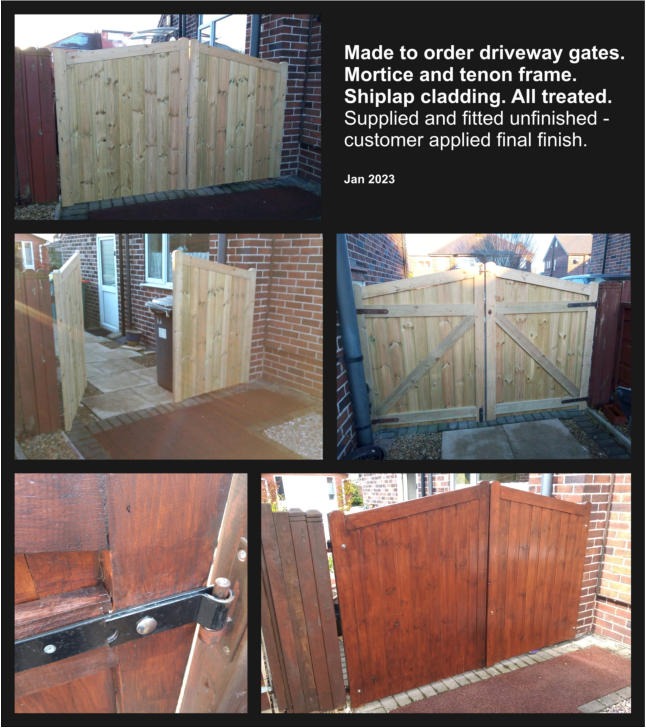 Made to order driveway gates.
Mortice and tenon frame.
Shiplap cladding. All treated.
Supplied and fitted unfinished -
customer applied final finish.
Jan 2023